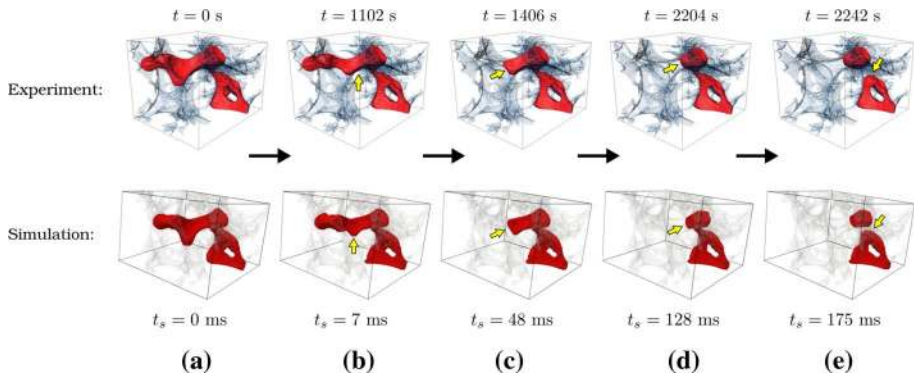 t = 0 s t = 1102 s t = 1406 s t = 2204 s t = 2242 s
Experiment:
Simulation:
t_s = 0 ms t_s = 7 ms t_s = 48 ms t_s = 128 ms t_s = 175 ms
(a) (b) (c) (d) (e)